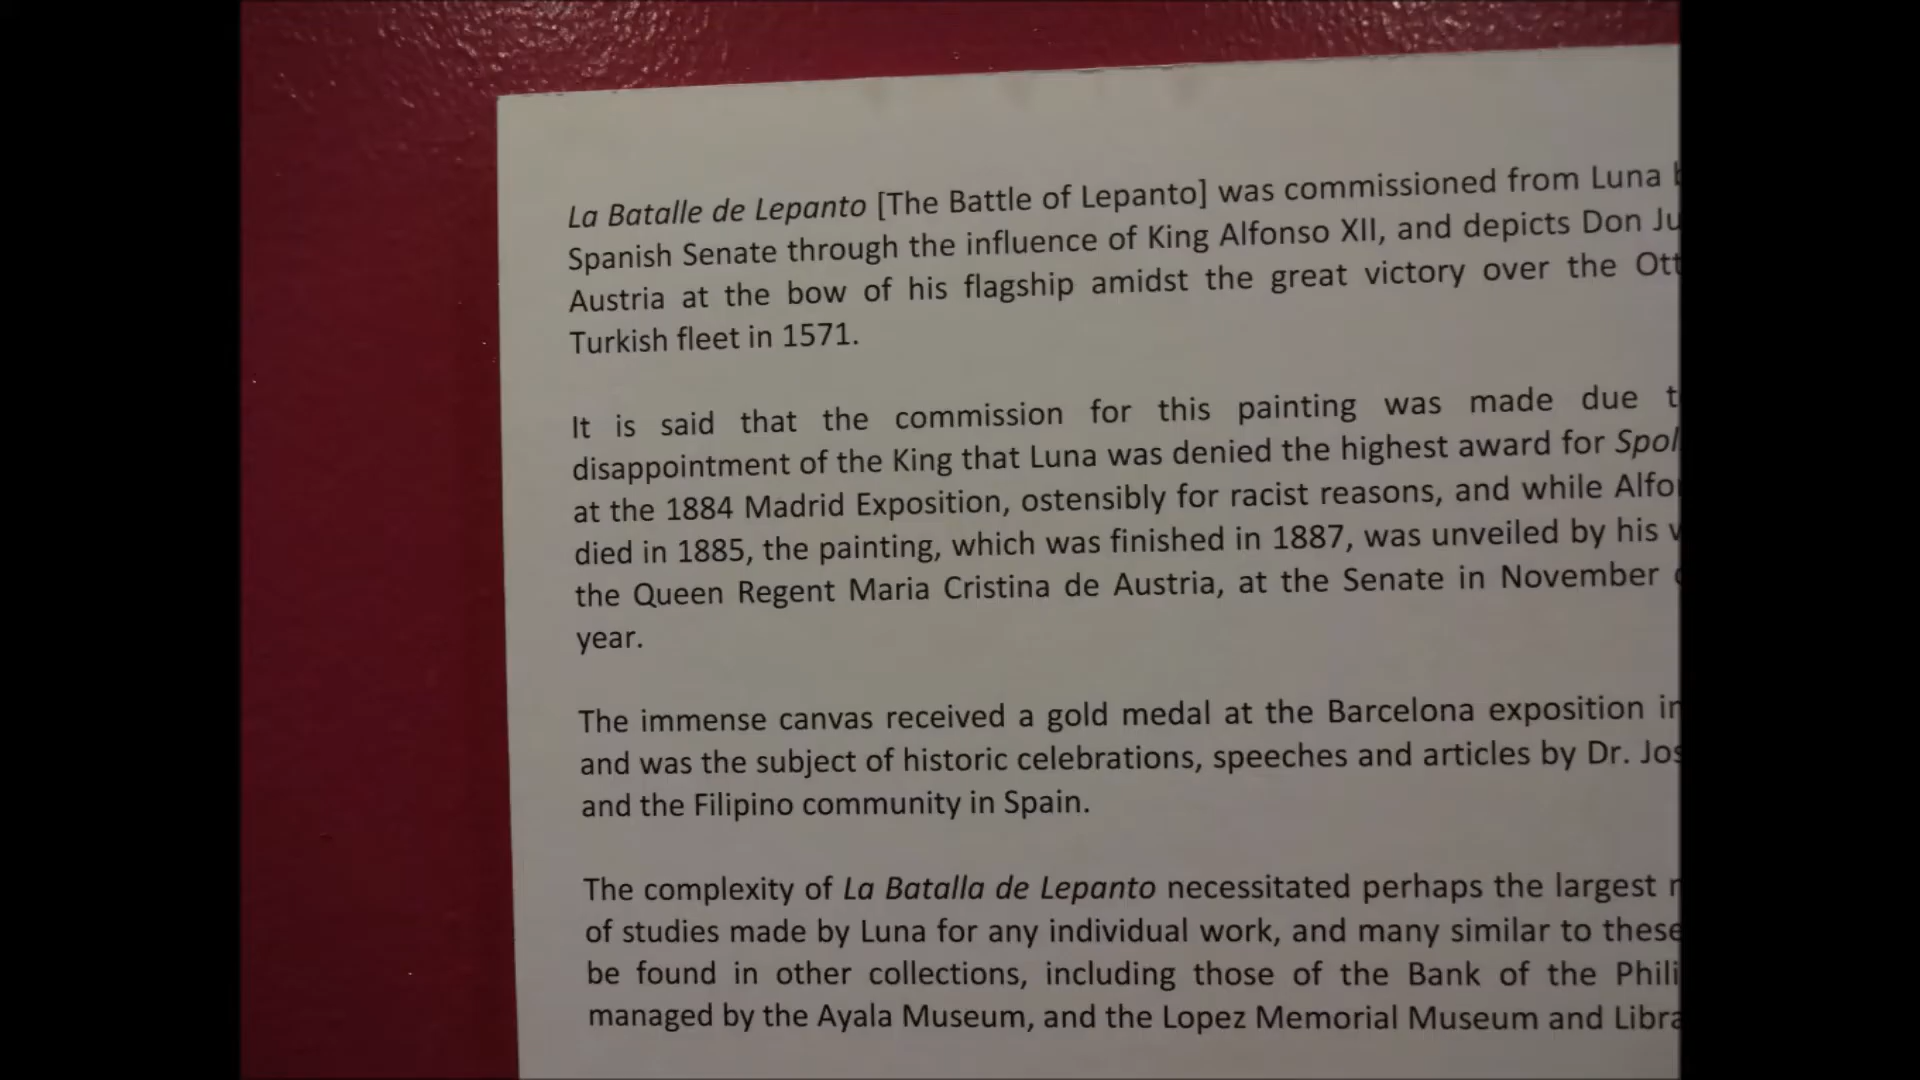 La Batalle de Lepanto [The Battle of Lepanto] was commissioned from Luna
Spanish Senate through the influence of King Alfonso XII, and depicts Don
Austria at the bow of his flagship amidst the great victory over the
Turkish fleet in 1571.
It is said that the commission for this painting was made due
disappointment of the King that Luna was denied the highest award for
at the 1884 Madrid Exposition, ostensibly for racist reasons, and while
died in 1885, the painting, which was finished in 1887, was unveiled by his
the Queen Regent Maria Cristina de Austria, at the Senate in November
year.
The immense canvas received a gold medal at the Barcelona exposition
and was the subject of historic celebrations, speeches and articles by Dr.
and the Filipino community in Spain.
The complexity of La Batalla de Lepanto necessitated perhaps the largest
of studies made by Luna for any individual work, and many similar to these
be found in other collections, including those of the Bank of the
managed by the Ayala Museum, and the Lopez Memorial Museum and